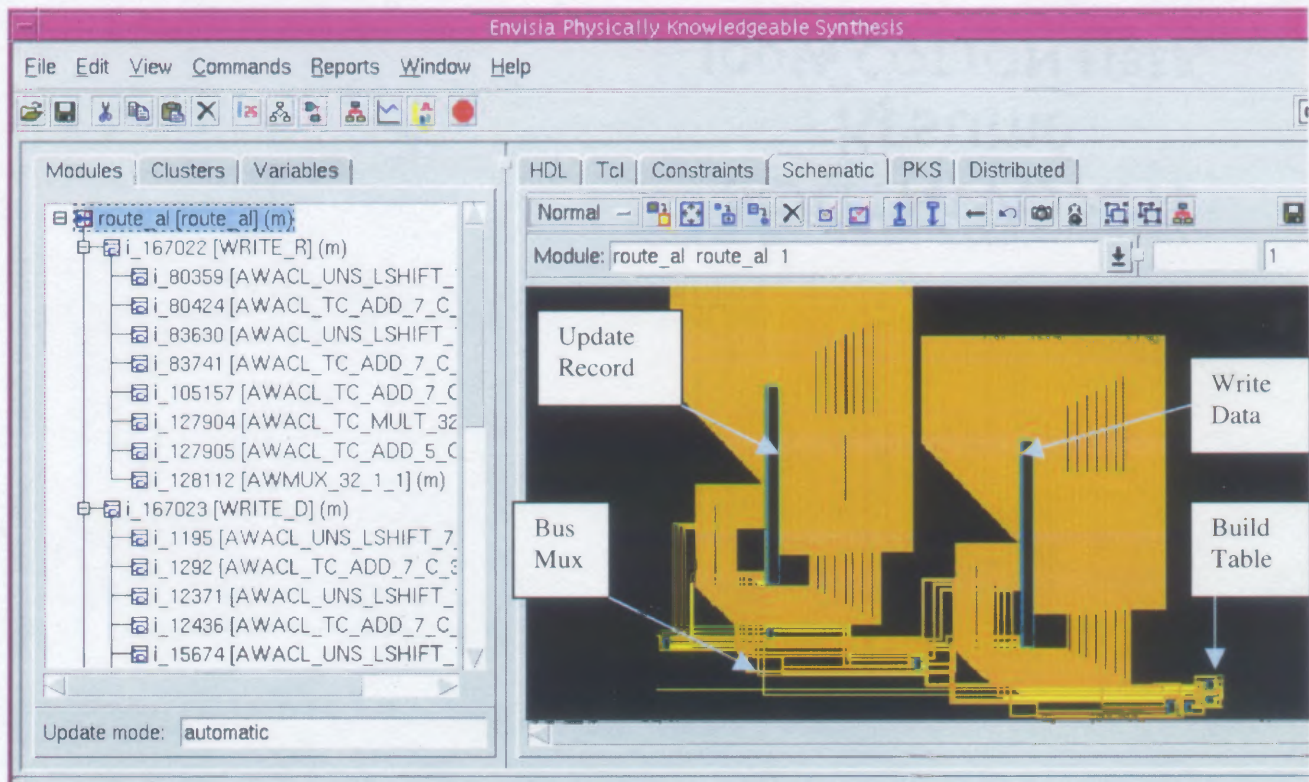 Envisia Physically Knowledgeable Synthesis
File Edit View Commands Reports Window Help
Modules Clusters Variables
route_al [route_al] (m)
i_167022 [WRITE_R] (m)
i_80359 [AWACL_UNS_LSHIFT_
i_80424 [AWACL_TC_ADD_7_C_
i_83630 [AWACL_UNS_LSHIFT_
i_83741 [AWACL_TC_ADD_7_C_
i_105157 [AWACL_TC_ADD_7_C
i_127904 [AWACL_TC_MULT_32
i_127905 [AWACL_TC_ADD_5_C
i_128112 [AWMUX_32_1_1] (m)
i_167023 [WRITE_D] (m)
i_1195 [AWACL_UNS_LSHIFT_7_
i_1292 [AWACL_TC_ADD_7_C_3
i_12371 [AWACL_UNS_LSHIFT_
i_12436 [AWACL_TC_ADD_7_C_
i_15674 [AWACL_UNS_LSHIFT_
Update mode: automatic
HDL Tcl Constraints Schematic PKS Distributed
Normal
Module: route_al route_al 1
1
Update
Record
Write
Data
Bus
Mux
Build
Table